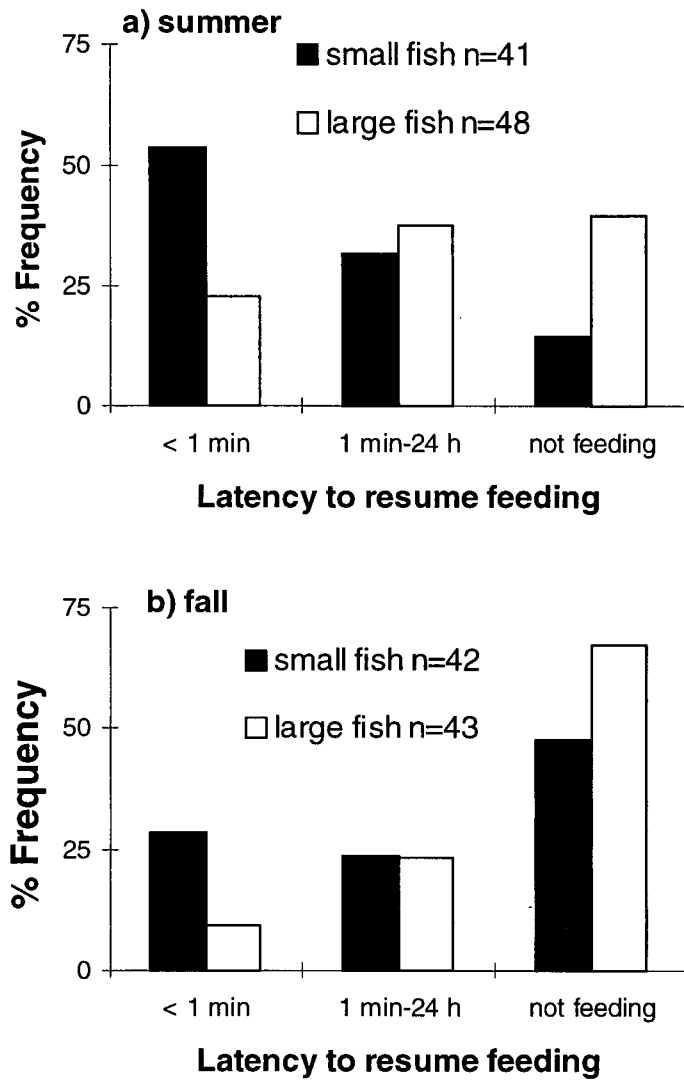 a) summer
75
small fish n=41
large fish n=48
50
25
0
% Frequency
< 1 min 1 min-24 h not feeding
Latency to resume feeding
b) fall
75
small fish n=42
large fish n=43
50
25
0
% Frequency
< 1 min 1 min-24 h not feeding
Latency to resume feeding